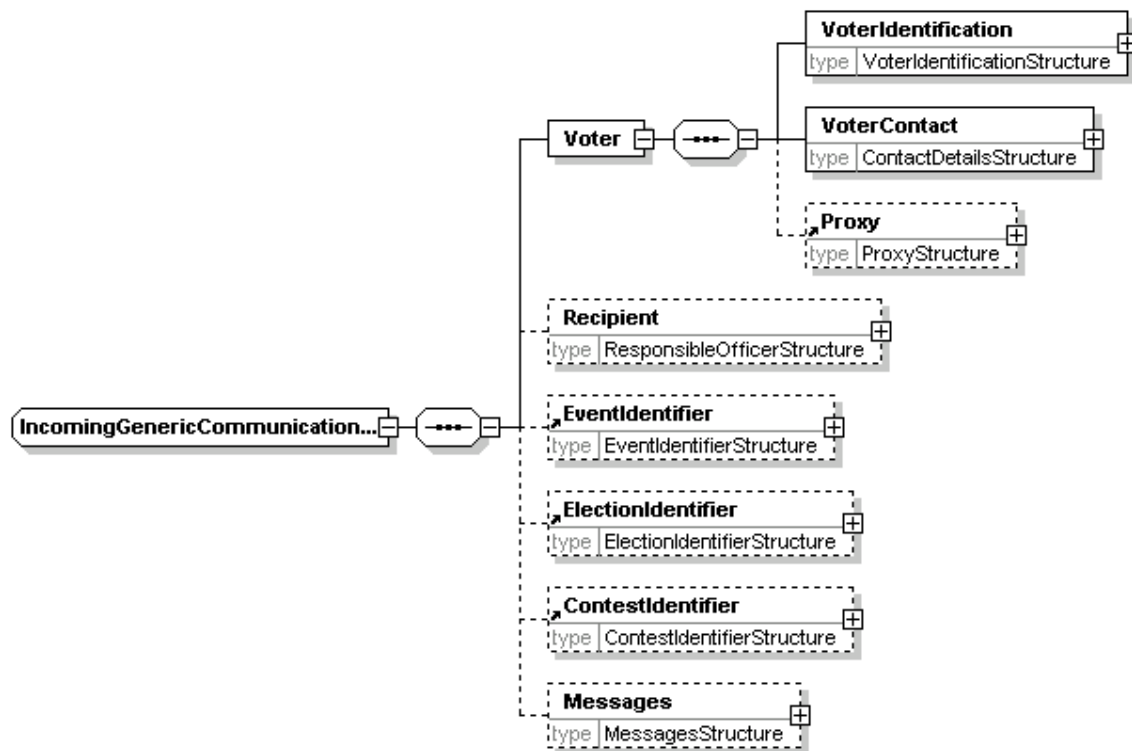 VoterIdentification
type VoterIdentificationStructure
VoterContact
type ContactDetailsStructure
Voter
Proxy
type ProxyStructure
Recipient
type ResponsibleOfficerStructure
EventIdentifier
type EventIdentifierStructure
IncomingGenericCommunication...
ElectionIdentifier
type ElectionIdentifierStructure
ContestIdentifier
type ContestIdentifierStructure
Messages
type MessagesStructure